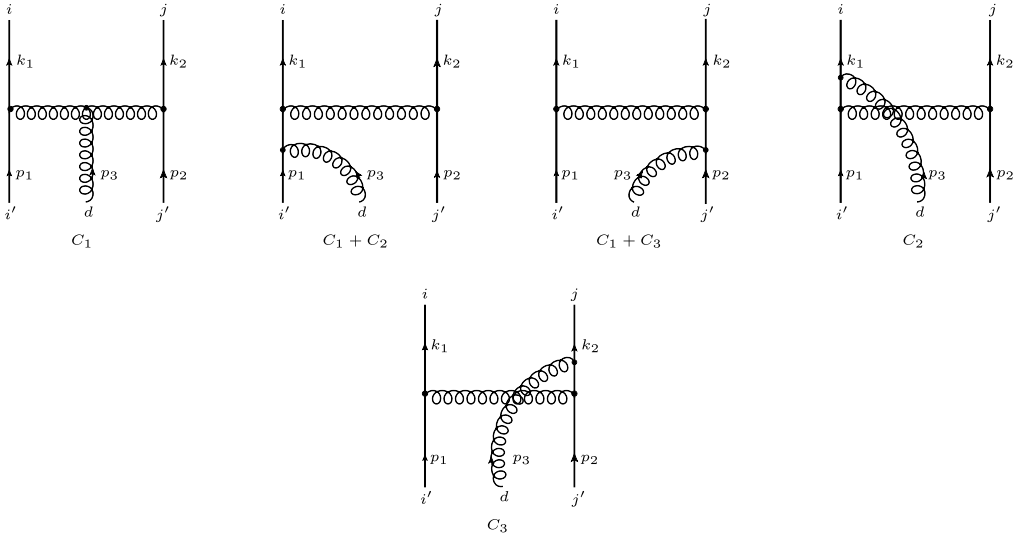 i j i j i j i j
k₁ k₂ k₁ k₂ k₁ k₂ k₁ k₂
p₁ p₃ p₂ p₁ p₃ p₂ p₁ p₃ p₂ p₁ p₃ p₂
i′ d j′ i′ d j′ i′ d j′ i′ d j′
C₁ C₁ + C₂ C₁ + C₃ C₂
i j
k₁ k₂
p₁ p₃ p₂
i′ d j′
C₃